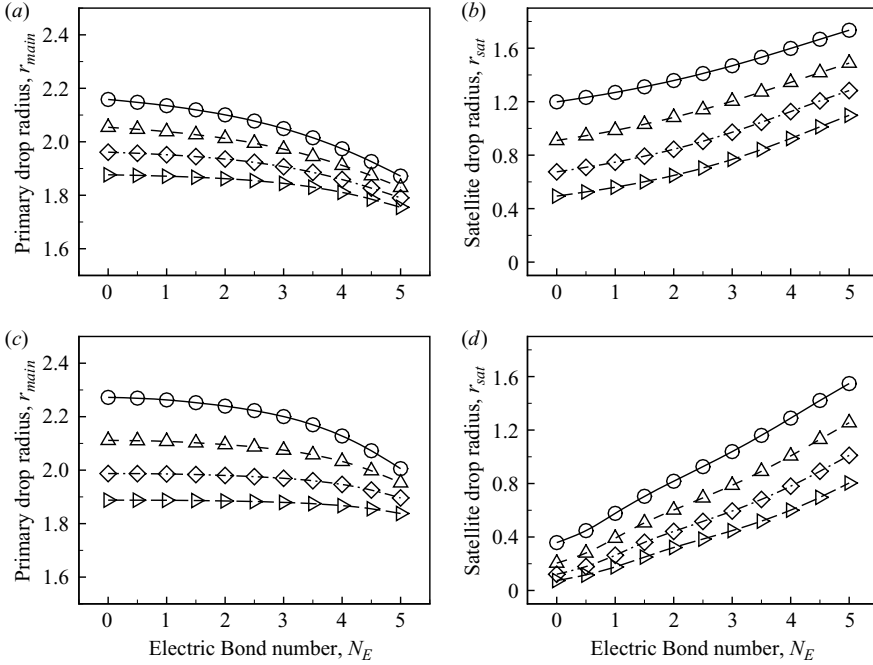 (a)
2.4
2.2
2.0
1.8
1.6
0 1 2 3 4 5
Primary drop radius, r_main
(b)
1.6
1.2
0.8
0.4
0
0 1 2 3 4 5
Satellite drop radius, r_sat
(c)
2.4
2.2
2.0
1.8
1.6
0 1 2 3 4 5
Primary drop radius, r_main
Electric Bond number, N_E
(d)
1.6
1.2
0.8
0.4
0
0 1 2 3 4 5
Satellite drop radius, r_sat
Electric Bond number, N_E